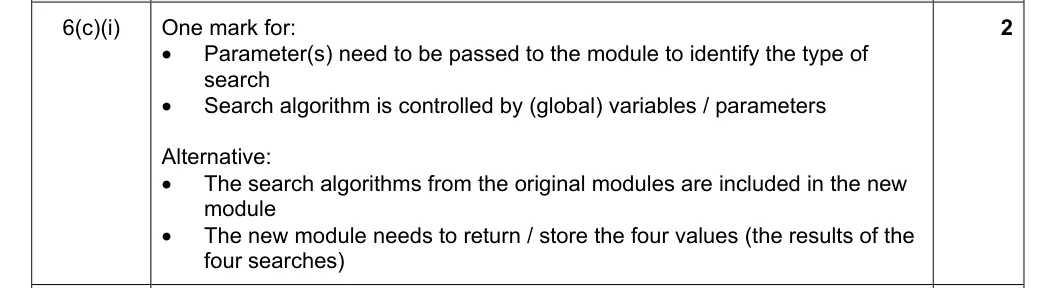 6(c)(i) One mark for: 2
• Parameter(s) need to be passed to the module to identify the type of
search
• Search algorithm is controlled by (global) variables / parameters
Alternative:
• The search algorithms from the original modules are included in the new
module
• The new module needs to return / store the four values (the results of the
four searches)